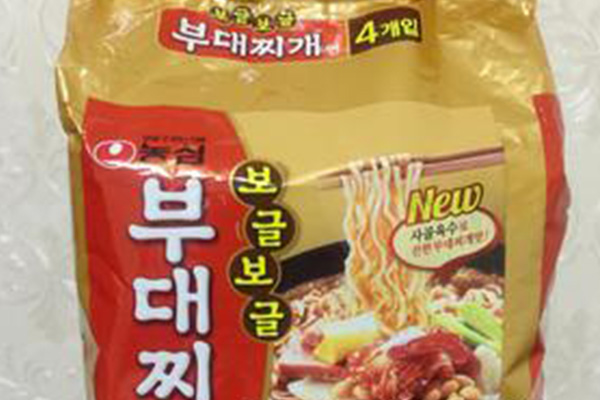 보글보글
부대찌개면 4개입
농심
보글보글
부대찌
New
사골육수로
진한부대찌개맛!